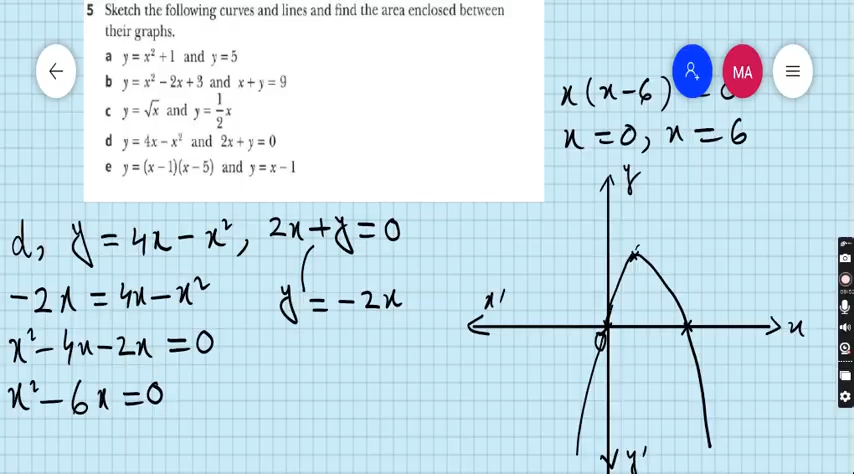 5 Sketch the following curves and lines and find the area enclosed between
their graphs.
a y = x² + 1 and y = 5
b y = x² − 2x + 3 and x + y = 9
c y = √x and y = 1/2 x
d y = 4x − x² and 2x + y = 0
e y = (x − 1)(x − 5) and y = x − 1
MA
x(x−6)
x = 0, x = 6
d, y = 4x − x², 2x + y = 0
−2x = 4x − x²
y = −2x
x² − 4x − 2x = 0
x² − 6x = 0
y
x'
x
0
y'